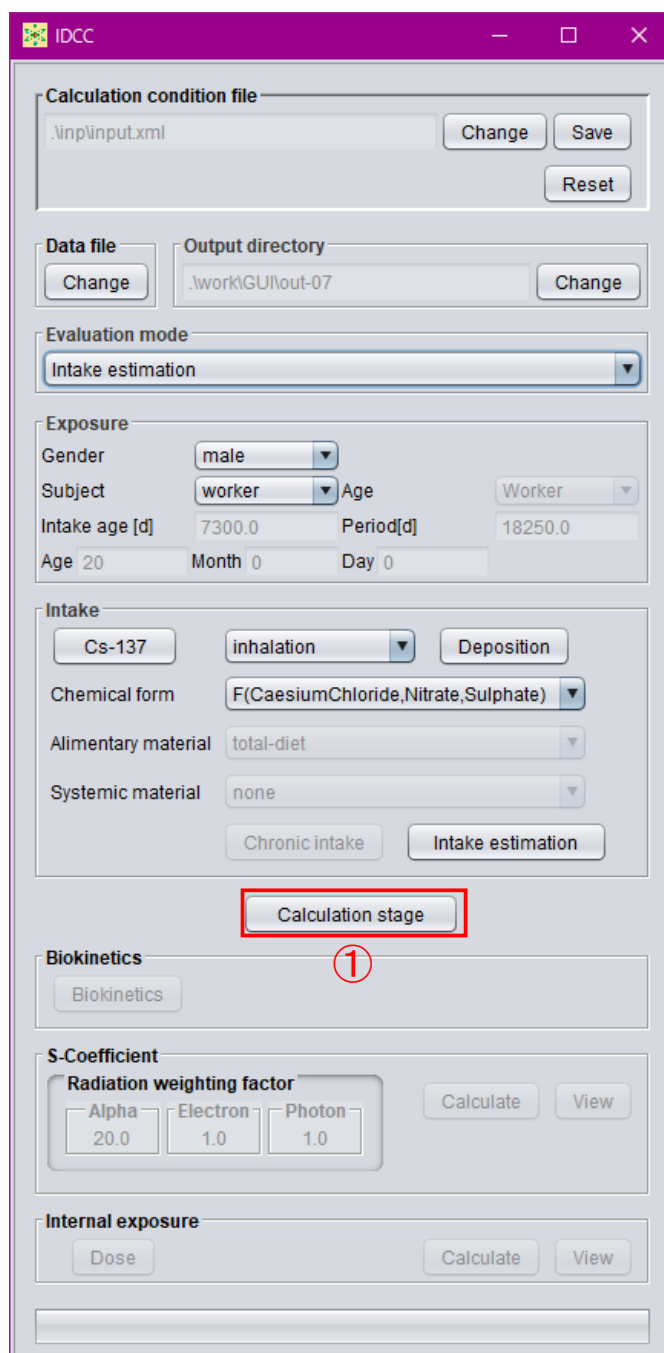 IDCC
Calculation condition file
.\inp\input.xml Change Save
Reset
Data file Output directory
Change .\work\GUI\out-07 Change
Evaluation mode
Intake estimation
Exposure
Gender male
Subject worker Age Worker
Intake age [d] 7300.0 Period[d] 18250.0
Age 20 Month 0 Day 0
Intake
Cs-137 inhalation Deposition
Chemical form F(CaesiumChloride,Nitrate,Sulphate)
Alimentary material total-diet
Systemic material none
Chronic intake Intake estimation
Calculation stage
①
Biokinetics
Biokinetics
S-Coefficient
Radiation weighting factor
Alpha Electron Photon Calculate View
20.0 1.0 1.0
Internal exposure
Dose Calculate View